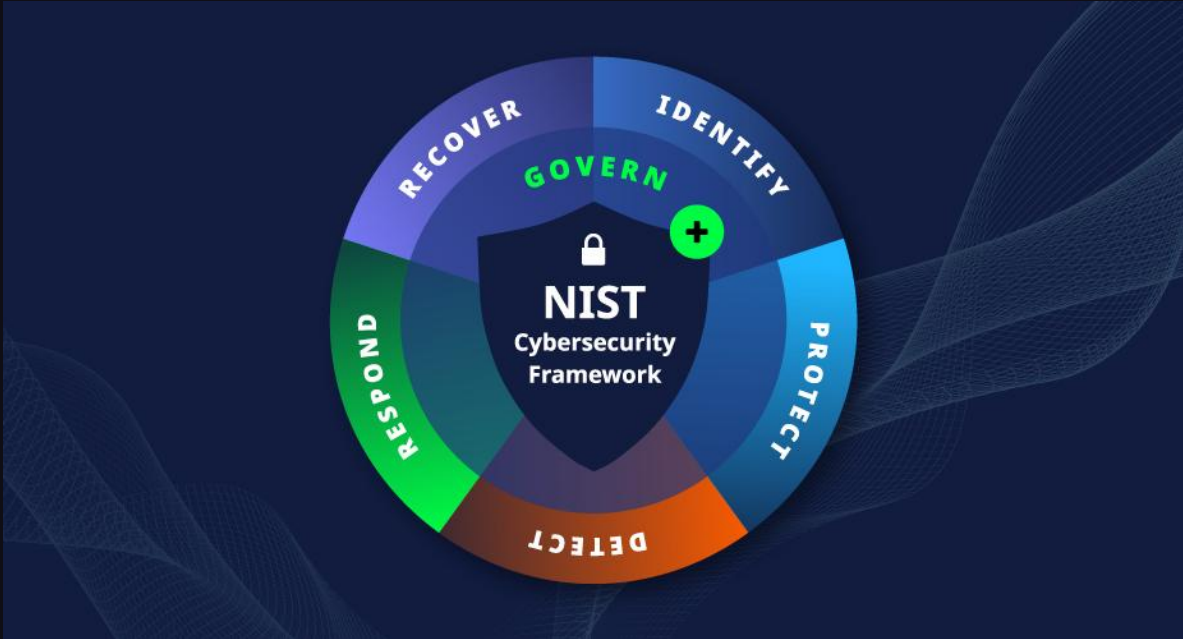 RECOVER
IDENTIFY
GOVERN
+
NIST
Cybersecurity
Framework
RESPOND
PROTECT
DETECT